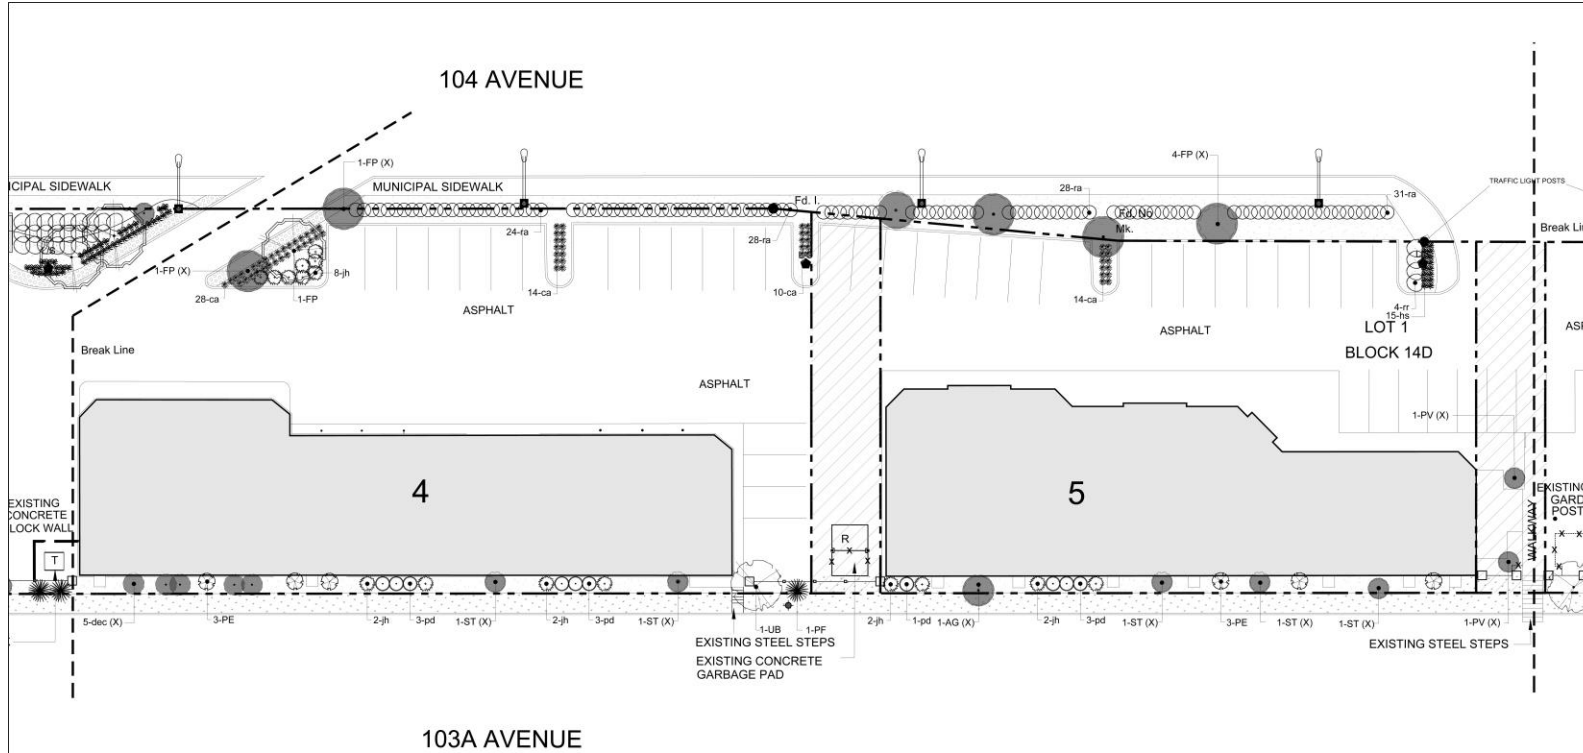 104 AVENUE
1-FP (X)
4-FP (X)
ICIPAL SIDEWALK
MUNICIPAL SIDEWALK
28-ra
31-ra
TRAFFIC LIGHT POSTS
Fd. I.
Fd. No
Mk.
24-ra
28-ra
Break Lin
1-FP (X)
8-jh
28-ca
1-FP
14-ca
10-ca
14-ca
4-rr
15-hs
ASPHALT
ASPHALT
LOT 1
BLOCK 14D
ASP
Break Line
ASPHALT
1-PV (X)
4
5
EXISTING
CONCRETE
LOCK WALL
T
R
WALKWAY
EXISTING
GARD
POST
5-dec (X)
3-PE
2-jh
3-pd
1-ST (X)
2-jh
3-pd
1-ST (X)
1-UB
1-PF
2-jh
1-pd
1-AG (X)
2-jh
3-pd
1-ST (X)
3-PE
1-ST (X)
1-ST (X)
1-PV (X)
EXISTING STEEL STEPS
EXISTING CONCRETE
GARBAGE PAD
EXISTING STEEL STEPS
103A AVENUE